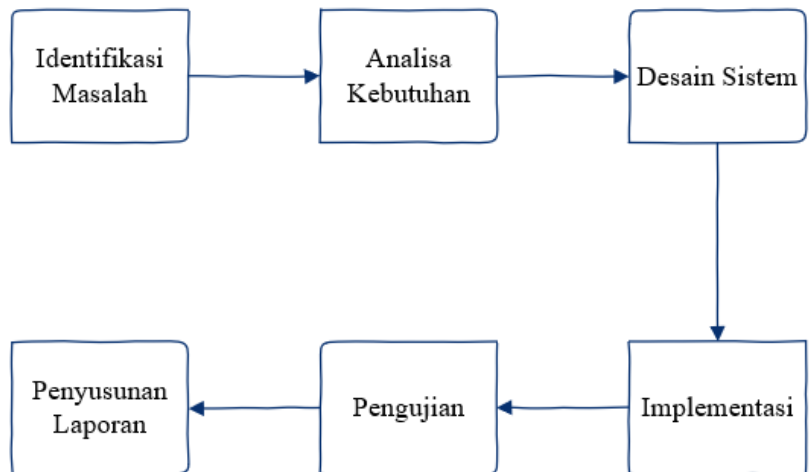 Identifikasi
Masalah
Analisa
Kebutuhan
Desain Sistem
Penyusunan
Laporan
Pengujian
Implementasi